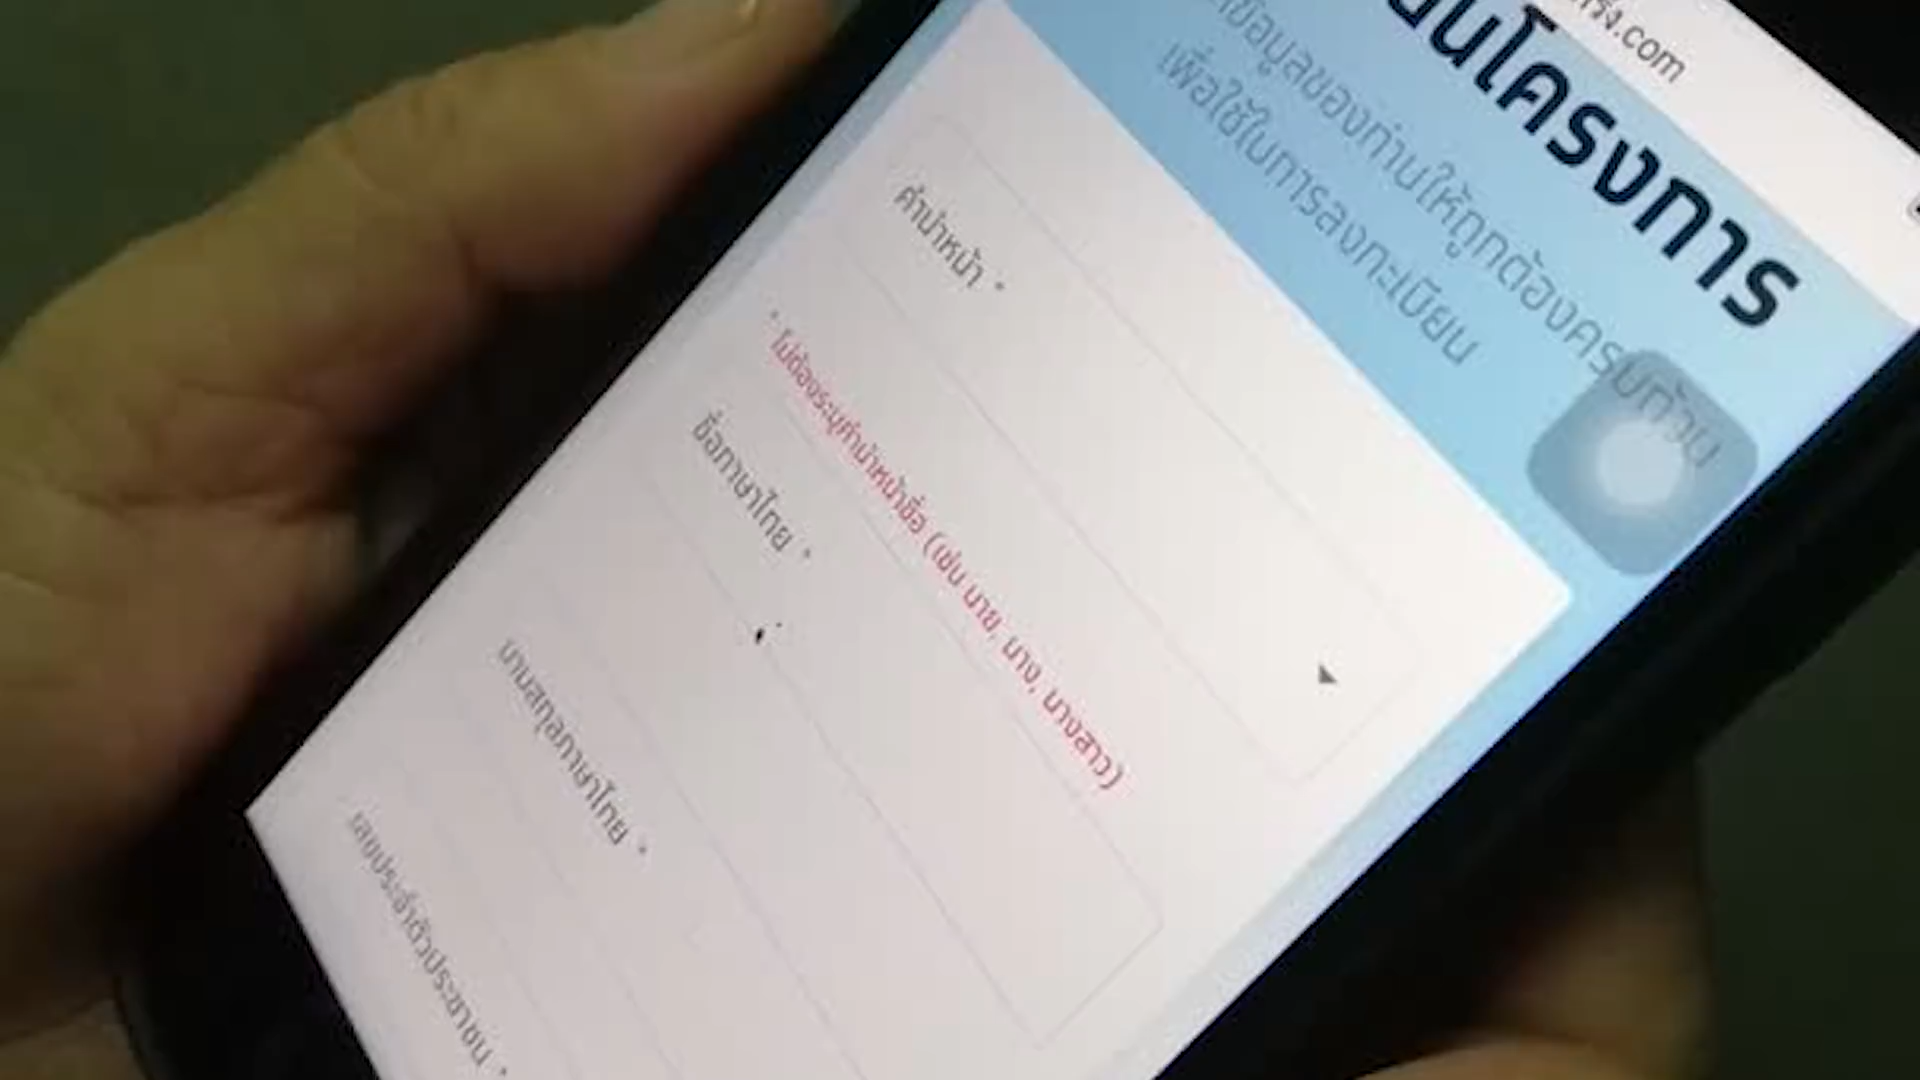 .com
โครงการ
ข้อมูลของท่านให้ถูกต้องครบถ้วน
เพื่อใช้ในการลงทะเบียน
คำนำหน้า *
* ไม่ต้องระบุคำนำหน้าชื่อ (เช่น นาย, นาง, นางสาว)
ชื่อภาษาไทย *
นามสกุลภาษาไทย *
เลขประจำตัวประชาชน *